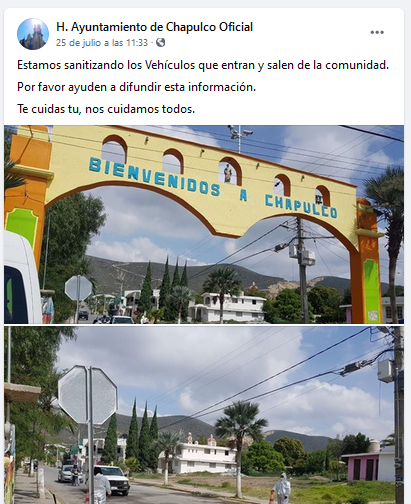 H. Ayuntamiento de Chapulco Oficial
25 de julio a las 11:33 ·
Estamos sanitizando los Vehículos que entran y salen de la comunidad.
Por favor ayuden a difundir esta información.
Te cuidas tu, nos cuidamos todos.
BIENVENIDOS A CHAPULCO